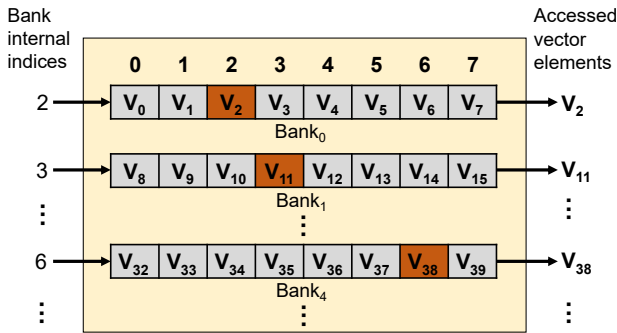 Bank internal indices
Accessed vector elements
0 1 2 3 4 5 6 7
2 V₀ V₁ V₂ V₃ V₄ V₅ V₆ V₇ V₂
Bank₀
3 V₈ V₉ V₁₀ V₁₁ V₁₂ V₁₃ V₁₄ V₁₅ V₁₁
Bank₁
⋮ ⋮ ⋮
6 V₃₂ V₃₃ V₃₄ V₃₅ V₃₆ V₃₇ V₃₈ V₃₉ V₃₈
Bank₄
⋮ ⋮ ⋮